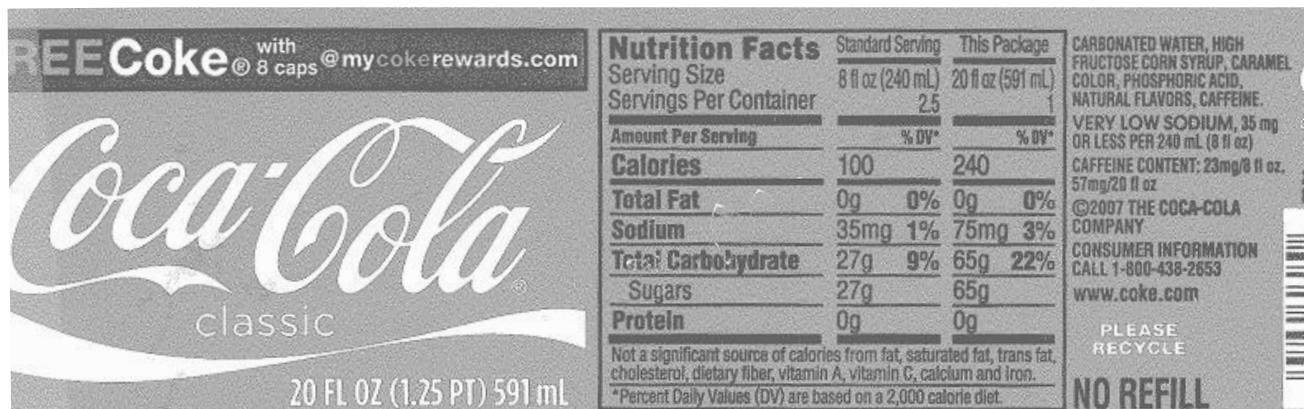 REE Coke® with 8 caps @mycokerewards.com
Coca-Cola®
classic
20 FL OZ (1.25 PT) 591 mL
Nutrition Facts Standard Serving This Package
Serving Size 8 fl oz (240 mL) 20 fl oz (591 mL)
Servings Per Container 2.5 1
Amount Per Serving % DV* % DV*
Calories 100 240
Total Fat 0g 0% 0g 0%
Sodium 35mg 1% 75mg 3%
Total Carbohydrate 27g 9% 65g 22%
Sugars 27g 65g
Protein 0g 0g
Not a significant source of calories from fat, saturated fat, trans fat,
cholesterol, dietary fiber, vitamin A, vitamin C, calcium and iron.
*Percent Daily Values (DV) are based on a 2,000 calorie diet.
CARBONATED WATER, HIGH
FRUCTOSE CORN SYRUP, CARAMEL
COLOR, PHOSPHORIC ACID,
NATURAL FLAVORS, CAFFEINE.
VERY LOW SODIUM, 35 mg
OR LESS PER 240 mL (8 fl oz)
CAFFEINE CONTENT: 23mg/8 fl oz,
57mg/20 fl oz
©2007 THE COCA-COLA
COMPANY
CONSUMER INFORMATION
CALL 1-800-438-2653
www.coke.com
PLEASE
RECYCLE
NO REFILL